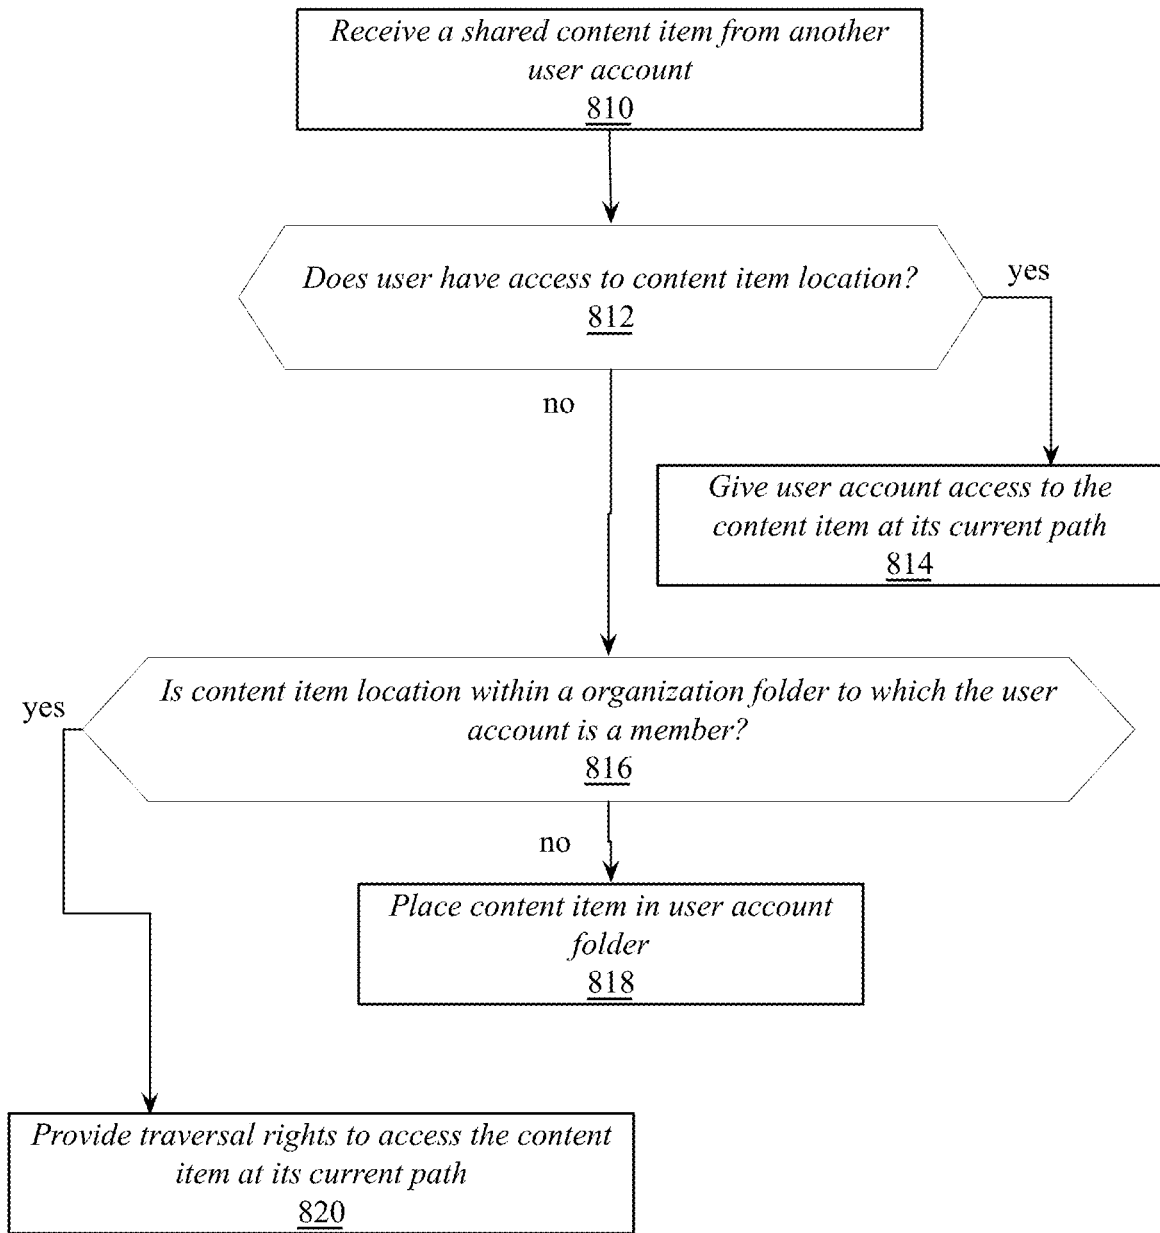 Receive a shared content item from another
user account
810
Does user have access to content item location?
812
yes
no
Give user account access to the
content item at its current path
814
Is content item location within a organization folder to which the user
account is a member?
816
yes
no
Place content item in user account
folder
818
Provide traversal rights to access the content
item at its current path
820